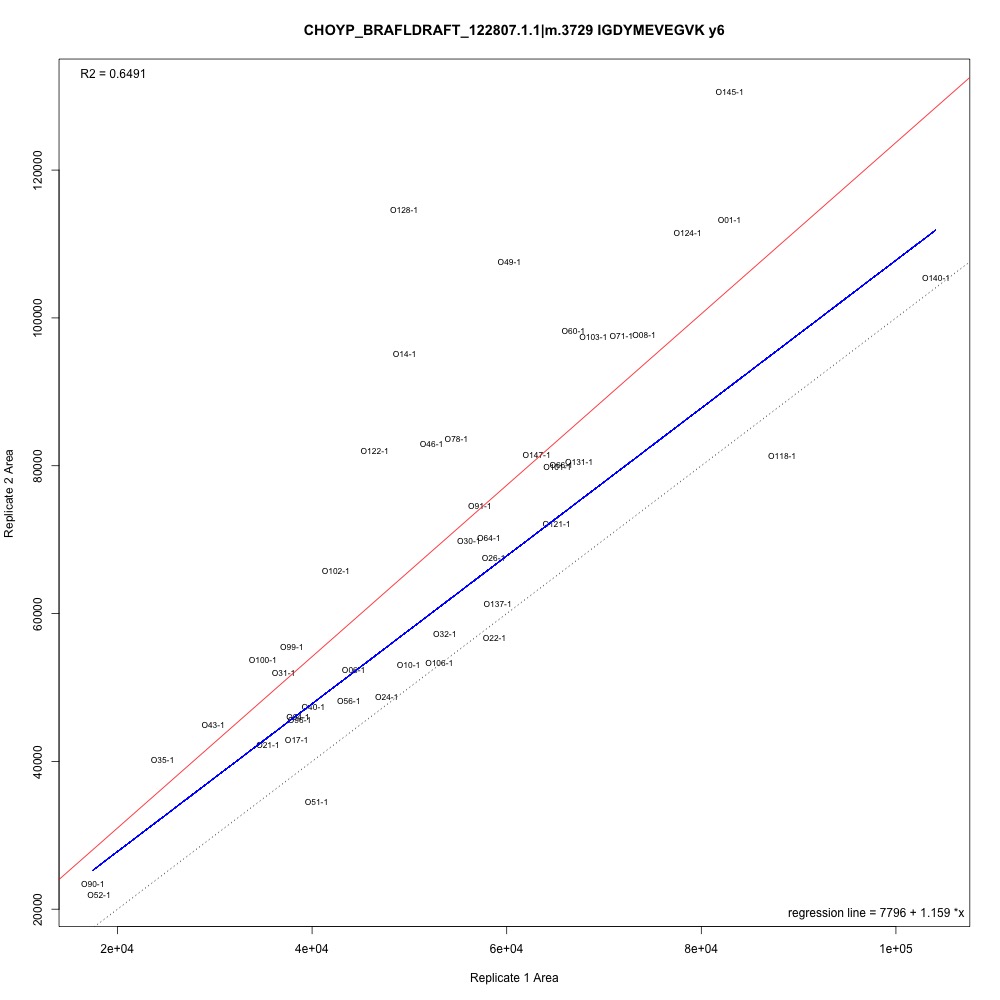 CHOYP_BRAFLDRAFT_122807.1.1|m.3729 IGDYMEVEGVK y6
R2 = 0.6491
O145-1
O128-1
O01-1
O124-1
O49-1
O140-1
O60-1
O103-1
O71-1
O08-1
O14-1
O78-1
O46-1
O122-1
O147-1
O118-1
O131-1
O91-1
O121-1
O64-1
O30-1
O26-1
O102-1
O137-1
O32-1
O22-1
O99-1
O100-1
O106-1
O10-1
O31-1
O06-1
O24-1
O56-1
O40-1
O96-1
O43-1
O17-1
O21-1
O35-1
O51-1
O90-1
O52-1
regression line = 7796 + 1.159 *x
120000
100000
80000
60000
40000
20000
Replicate 2 Area
2e+04 4e+04 6e+04 8e+04 1e+05
Replicate 1 Area